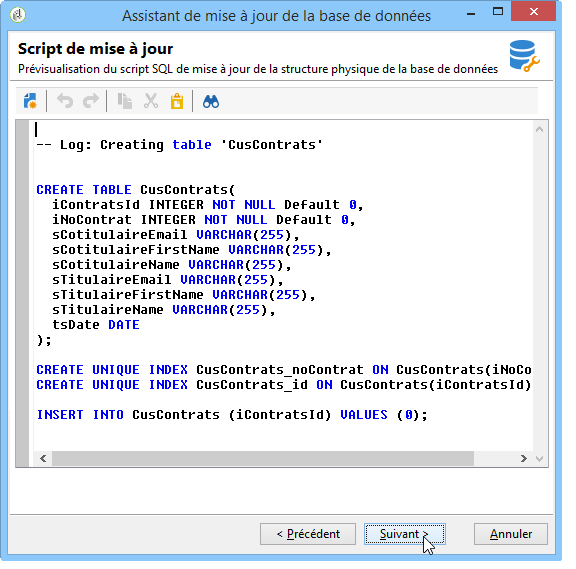 Assistant de mise à jour de la base de données
Script de mise à jour
Prévisualisation du script SQL de mise à jour de la structure physique de la base de données
-- Log: Creating table 'CusContrats'
CREATE TABLE CusContrats(
iContratsId INTEGER NOT NULL Default 0,
iNoContrat INTEGER NOT NULL Default 0,
sCotitulaireEmail VARCHAR(255),
sCotitulaireFirstName VARCHAR(255),
sCotitulaireName VARCHAR(255),
sTitulaireEmail VARCHAR(255),
sTitulaireFirstName VARCHAR(255),
sTitulaireName VARCHAR(255),
tsDate DATE
);
CREATE UNIQUE INDEX CusContrats_noContrat ON CusContrats(iNoCo
CREATE UNIQUE INDEX CusContrats_id ON CusContrats(iContratsId)
INSERT INTO CusContrats (iContratsId) VALUES (0);
< Précédent
Suivant >
Annuler